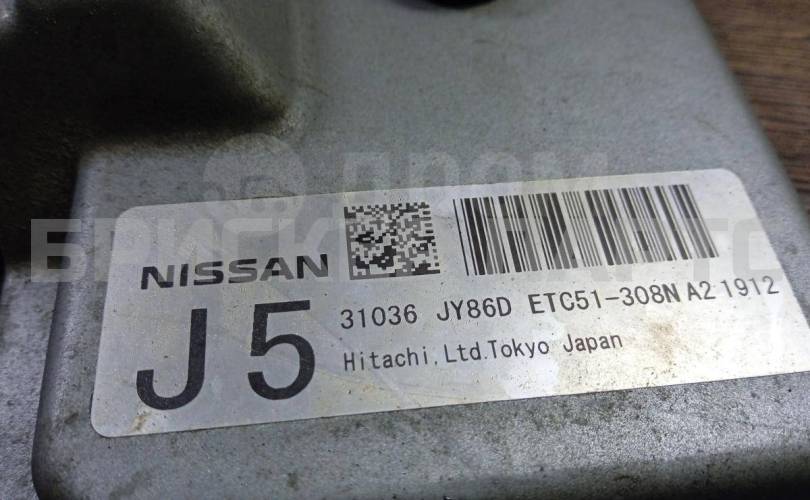 NISSAN
J5
31036 JY86D ETC51-308N A2 1912
Hitachi,Ltd.Tokyo Japan